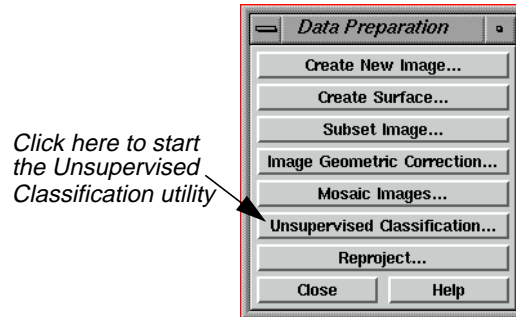 Data Preparation
Create New Image...
Create Surface...
Subset Image...
Image Geometric Correction...
Mosaic Images...
Unsupervised Classification...
Reproject...
Close Help
Click here to start
the Unsupervised
Classification utility